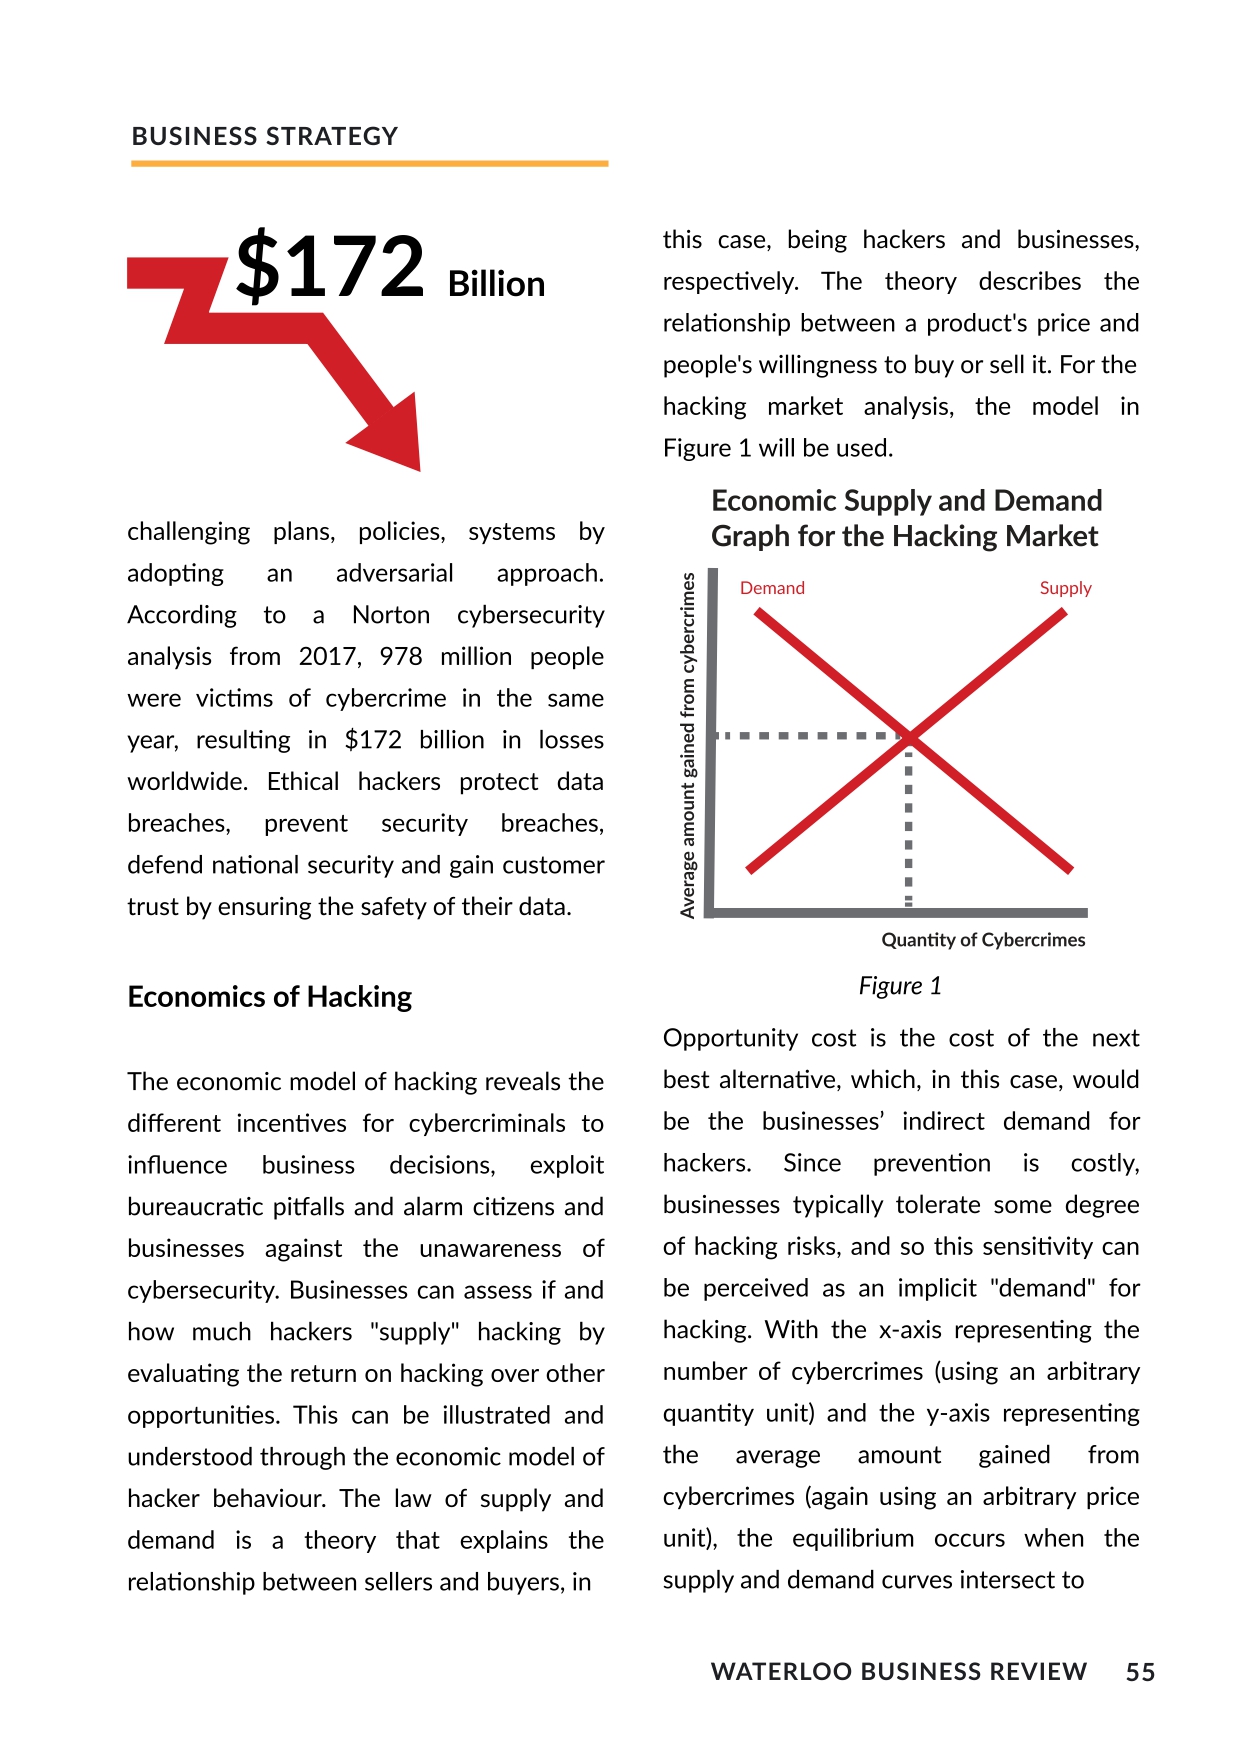 BUSINESS STRATEGY
$172 Billion
challenging plans, policies, systems by
adopting an adversarial approach.
According to a Norton cybersecurity
analysis from 2017, 978 million people
were victims of cybercrime in the same
year, resulting in $172 billion in losses
worldwide. Ethical hackers protect data
breaches, prevent security breaches,
defend national security and gain customer
trust by ensuring the safety of their data.
Economics of Hacking
The economic model of hacking reveals the
different incentives for cybercriminals to
influence business decisions, exploit
bureaucratic pitfalls and alarm citizens and
businesses against the unawareness of
cybersecurity. Businesses can assess if and
how much hackers "supply" hacking by
evaluating the return on hacking over other
opportunities. This can be illustrated and
understood through the economic model of
hacker behaviour. The law of supply and
demand is a theory that explains the
relationship between sellers and buyers, in
this case, being hackers and businesses,
respectively. The theory describes the
relationship between a product's price and
people's willingness to buy or sell it. For the
hacking market analysis, the model in
Figure 1 will be used.
Economic Supply and Demand
Graph for the Hacking Market
Average amount gained from cybercrimes
Demand
Supply
Quantity of Cybercrimes
Figure 1
Opportunity cost is the cost of the next
best alternative, which, in this case, would
be the businesses’ indirect demand for
hackers. Since prevention is costly,
businesses typically tolerate some degree
of hacking risks, and so this sensitivity can
be perceived as an implicit "demand" for
hacking. With the x-axis representing the
number of cybercrimes (using an arbitrary
quantity unit) and the y-axis representing
the average amount gained from
cybercrimes (again using an arbitrary price
unit), the equilibrium occurs when the
supply and demand curves intersect to
WATERLOO BUSINESS REVIEW 55